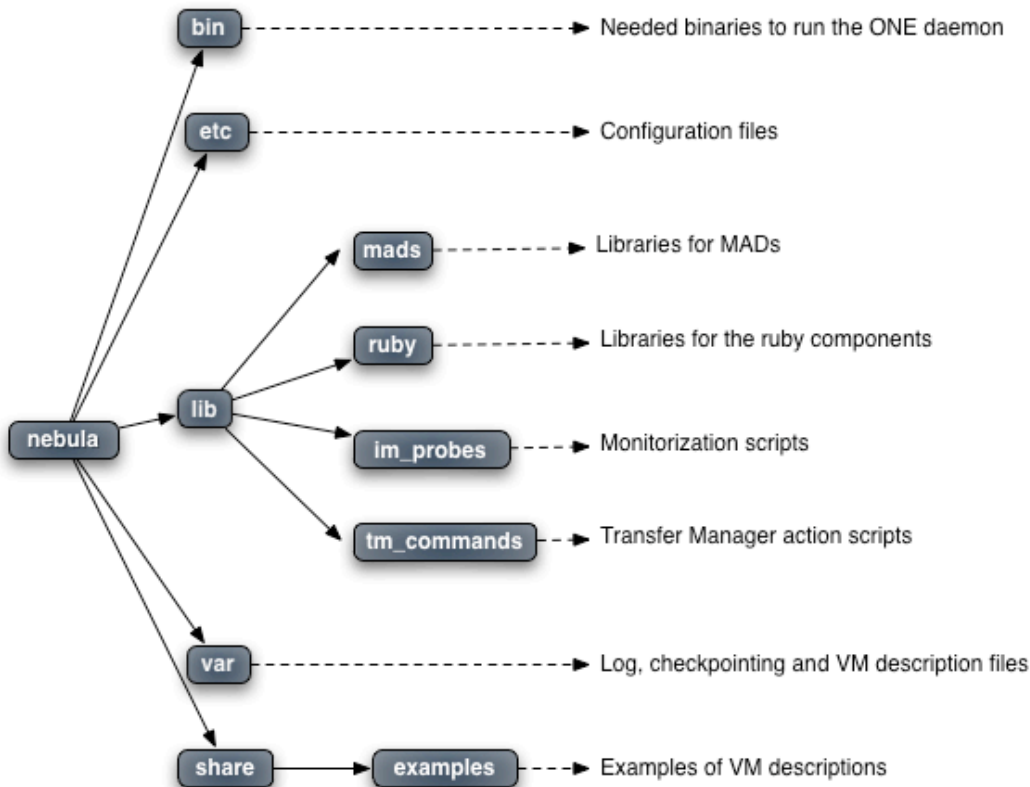 bin
Needed binaries to run the ONE daemon
etc
Configuration files
mads
Libraries for MADs
ruby
Libraries for the ruby components
lib
nebula
im_probes
Monitorization scripts
tm_commands
Transfer Manager action scripts
var
Log, checkpointing and VM description files
share
examples
Examples of VM descriptions